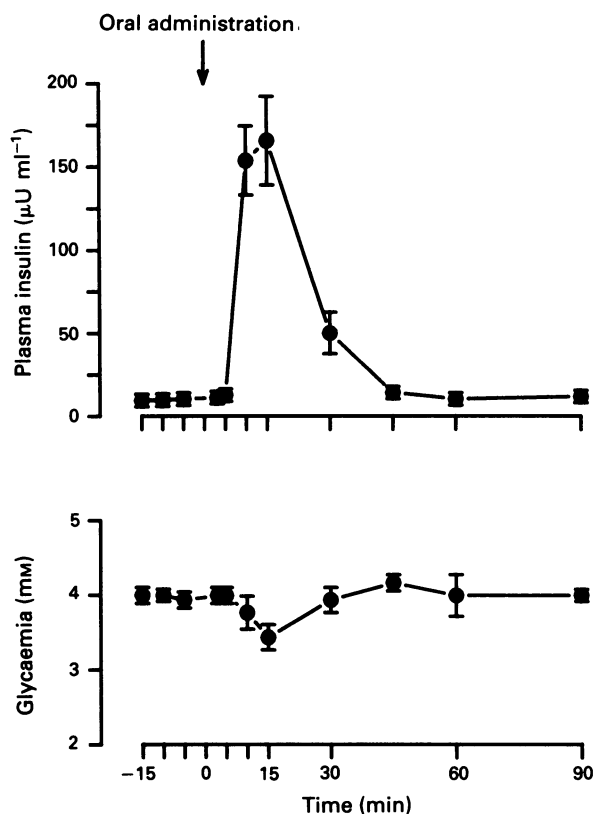 Oral administration.
Plasma insulin (μU ml⁻¹)
200
150
100
50
0
Glycaemia (mM)
5
4
3
2
−15 0 15 30 60 90
Time (min)